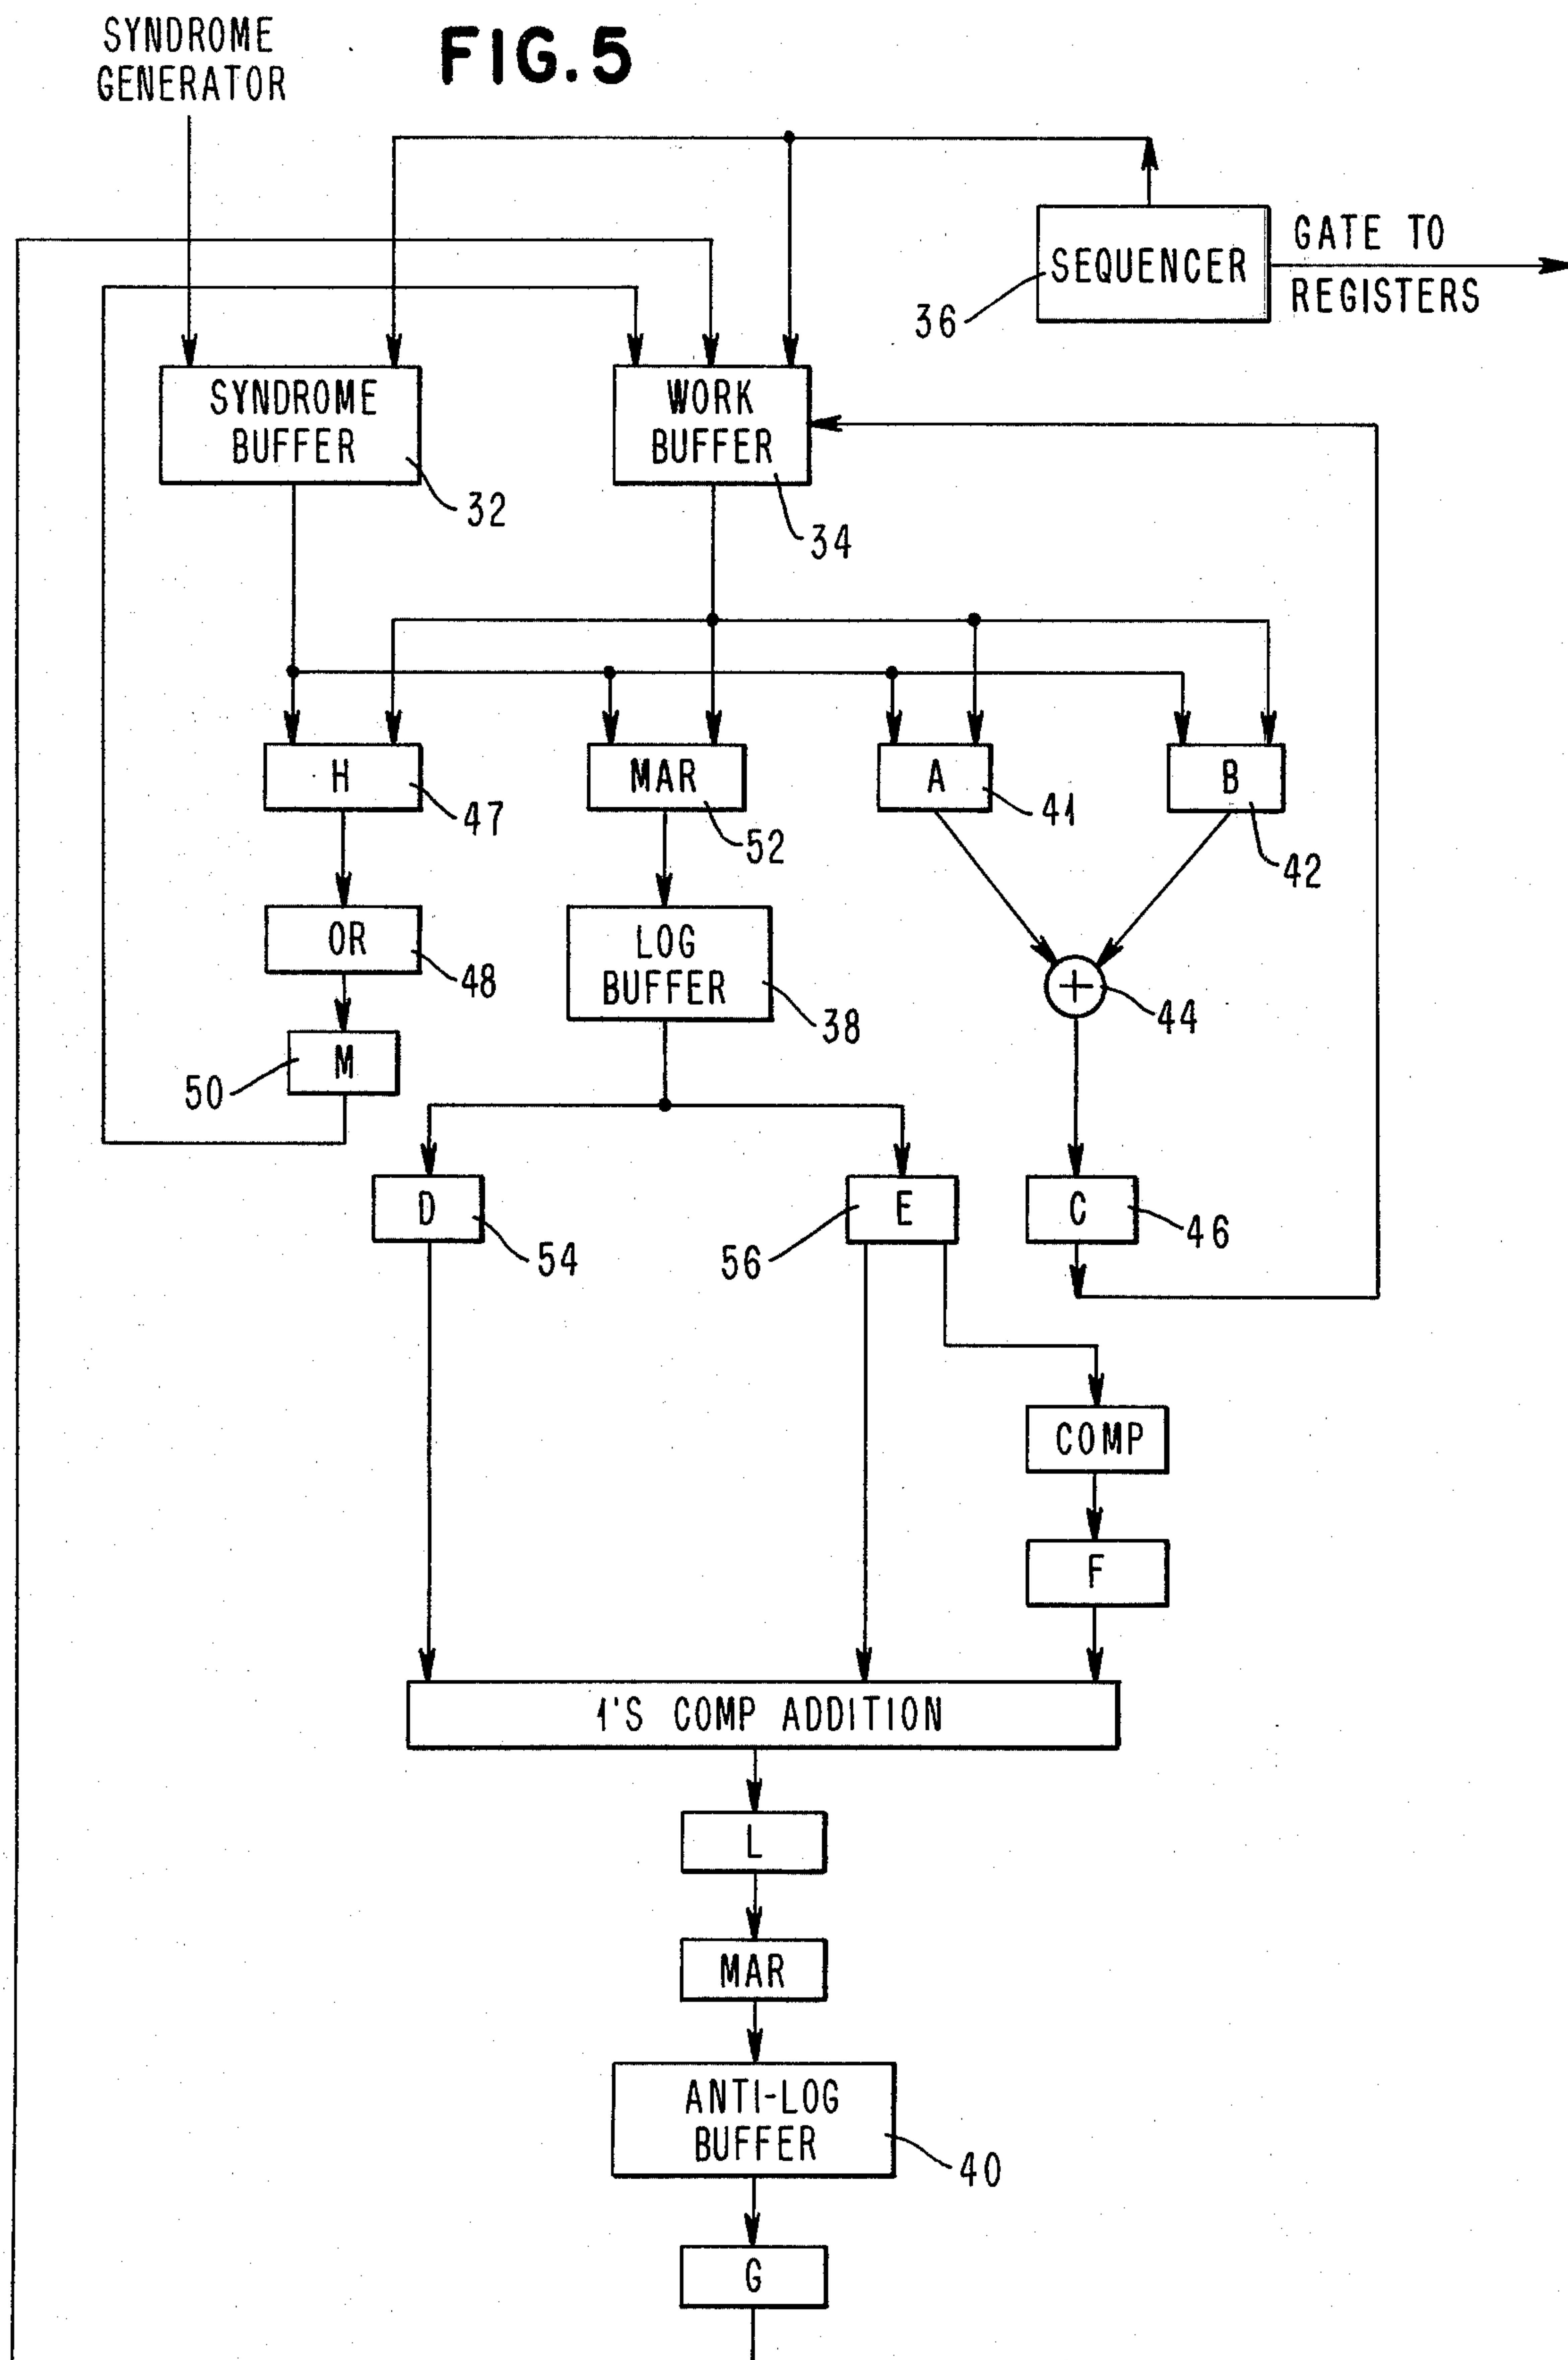 SYNDROME
GENERATOR
FIG.5
SEQUENCER
GATE TO
REGISTERS
36
SYNDROME
BUFFER
32
WORK
BUFFER
34
H
47
MAR
52
A
41
B
42
OR
48
LOG
BUFFER
38
+
44
M
50
D
54
E
56
C
46
COMP
F
1'S COMP ADDITION
L
MAR
ANTI-LOG
BUFFER
40
G